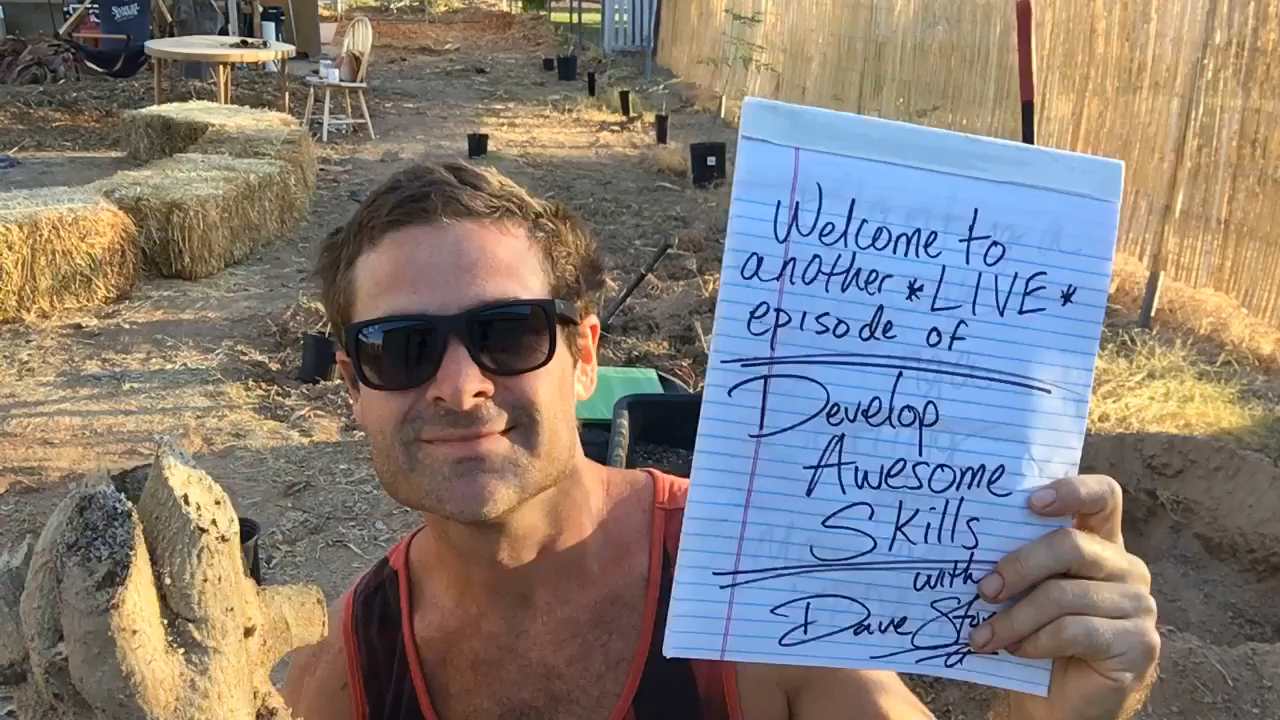 Welcome to
another *LIVE*
episode of
Develop
Awesome
Skills
with
Dave